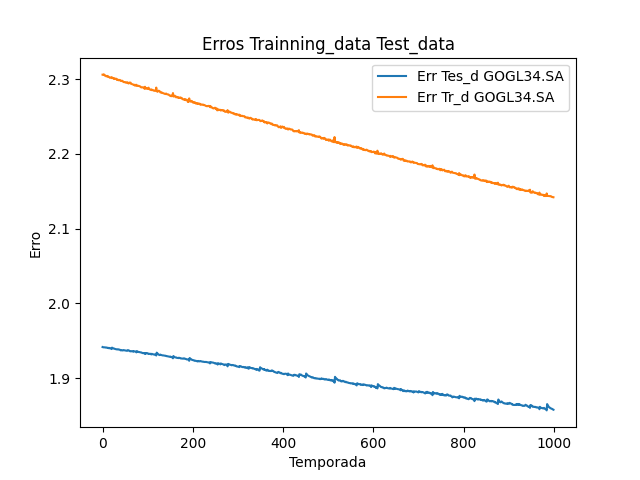 Erros Trainning_data Test_data
Err Tes_d GOGL34.SA
Err Tr_d GOGL34.SA
2.3
2.2
2.1
2.0
1.9
Erro
0 200 400 600 800 1000
Temporada